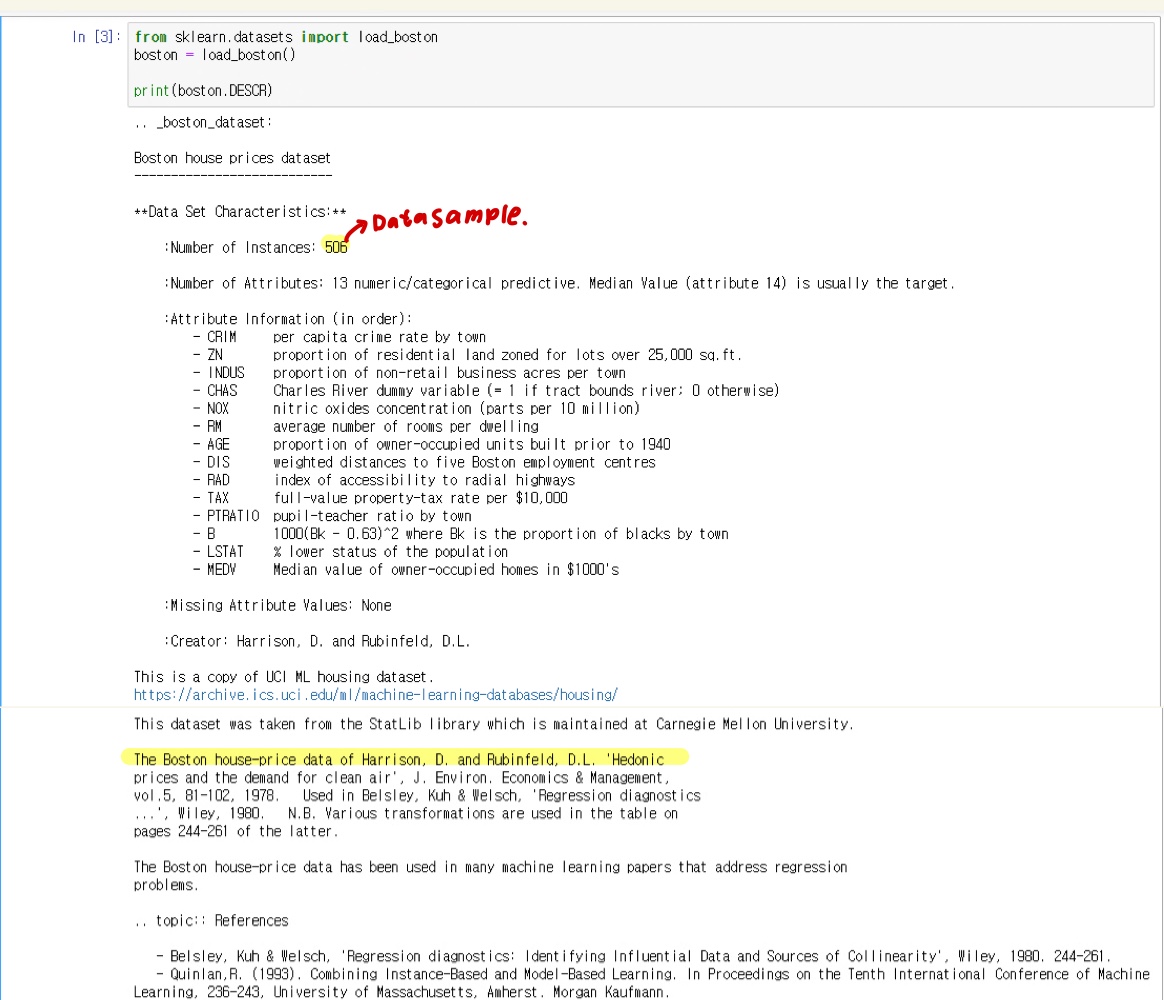 In [3]: from sklearn.datasets import load_boston
boston = load_boston()
print(boston.DESCR)
.. _boston_dataset:
Boston house prices dataset
---------------------------
**Data Set Characteristics:**
Data Sample.
:Number of Instances: 506
:Number of Attributes: 13 numeric/categorical predictive. Median Value (attribute 14) is usually the target.
:Attribute Information (in order):
- CRIM     per capita crime rate by town
- ZN       proportion of residential land zoned for lots over 25,000 sq.ft.
- INDUS    proportion of non-retail business acres per town
- CHAS     Charles River dummy variable (= 1 if tract bounds river; 0 otherwise)
- NOX      nitric oxides concentration (parts per 10 million)
- RM       average number of rooms per dwelling
- AGE      proportion of owner-occupied units built prior to 1940
- DIS      weighted distances to five Boston employment centres
- RAD      index of accessibility to radial highways
- TAX      full-value property-tax rate per $10,000
- PTRATIO  pupil-teacher ratio by town
- B        1000(Bk - 0.63)^2 where Bk is the proportion of blacks by town
- LSTAT    % lower status of the population
- MEDV     Median value of owner-occupied homes in $1000's
:Missing Attribute Values: None
:Creator: Harrison, D. and Rubinfeld, D.L.
This is a copy of UCI ML housing dataset.
https://archive.ics.uci.edu/ml/machine-learning-databases/housing/
This dataset was taken from the StatLib library which is maintained at Carnegie Mellon University.
The Boston house-price data of Harrison, D. and Rubinfeld, D.L. 'Hedonic
prices and the demand for clean air', J. Environ. Economics & Management,
vol.5, 81-102, 1978.   Used in Belsley, Kuh & Welsch, 'Regression diagnostics
...', Wiley, 1980.   N.B. Various transformations are used in the table on
pages 244-261 of the latter.
The Boston house-price data has been used in many machine learning papers that address regression
problems.
.. topic:: References
- Belsley, Kuh & Welsch, 'Regression diagnostics: Identifying Influential Data and Sources of Collinearity', Wiley, 1980. 244-261.
- Quinlan,R. (1993). Combining Instance-Based and Model-Based Learning. In Proceedings on the Tenth International Conference of Machine
Learning, 236-243, University of Massachusetts, Amherst. Morgan Kaufmann.